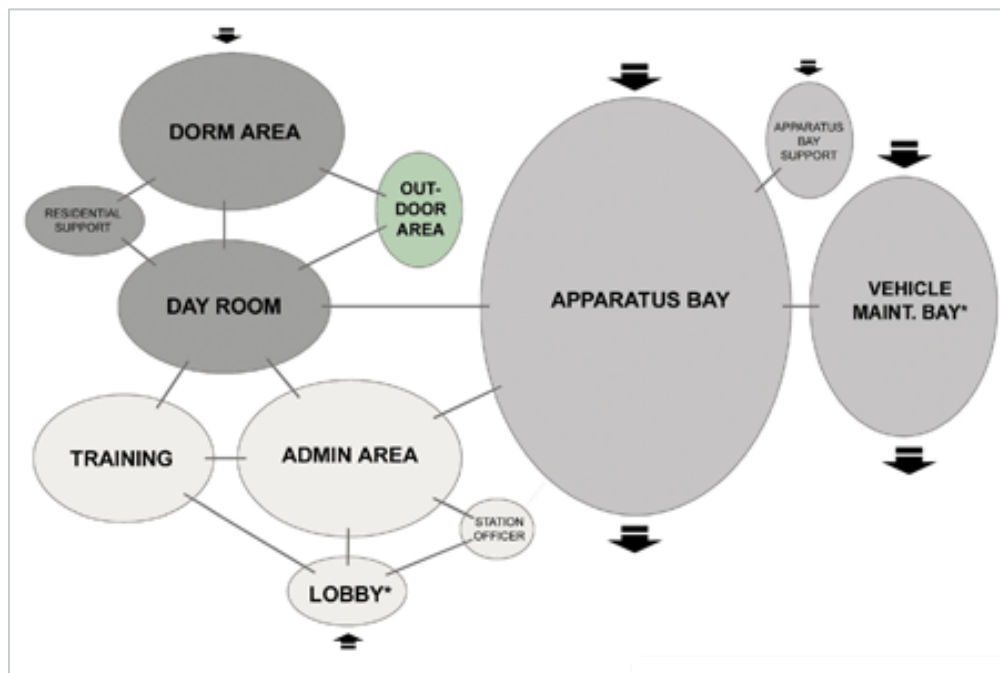 DORM AREA
RESIDENTIAL
SUPPORT
OUT-
DOOR
AREA
DAY ROOM
APPARATUS BAY
APPARATUS
BAY
SUPPORT
VEHICLE
MAINT. BAY*
TRAINING
ADMIN AREA
STATION
OFFICER
LOBBY*